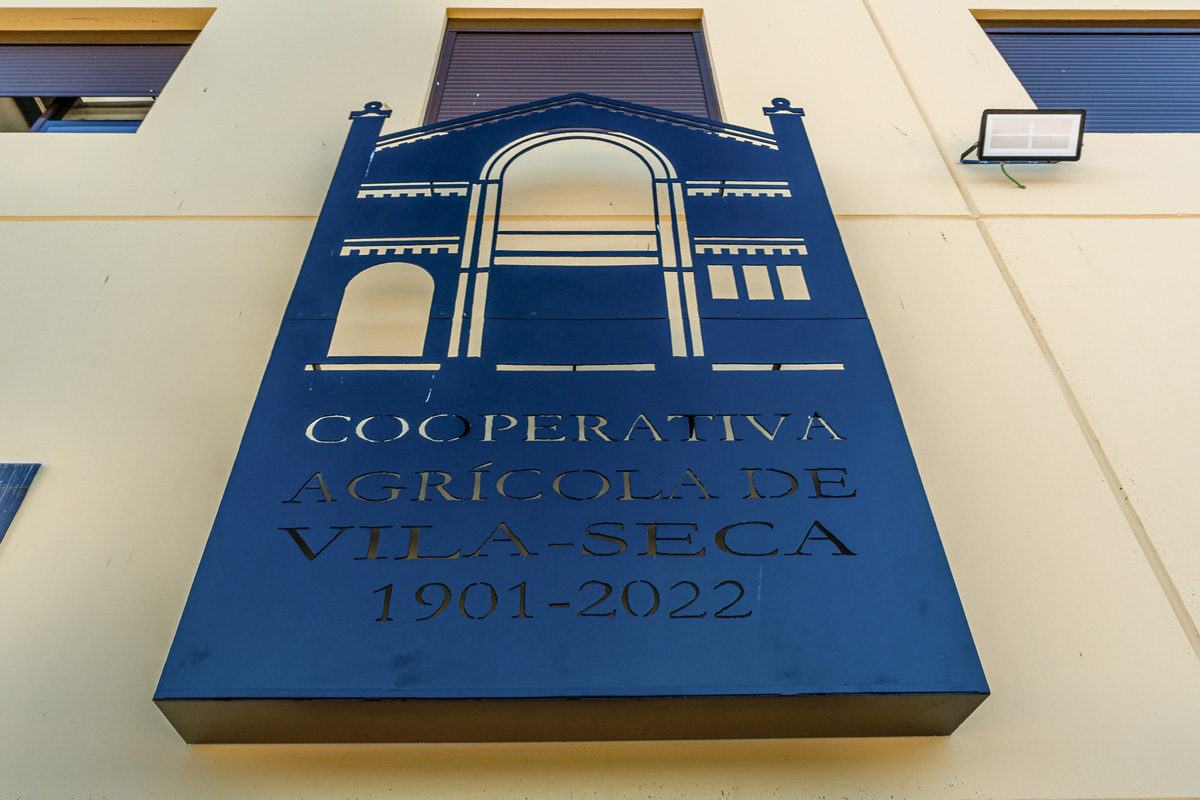 COOPERATIVA
AGRÍCOLA DE
VILA-SECA
1901-2022